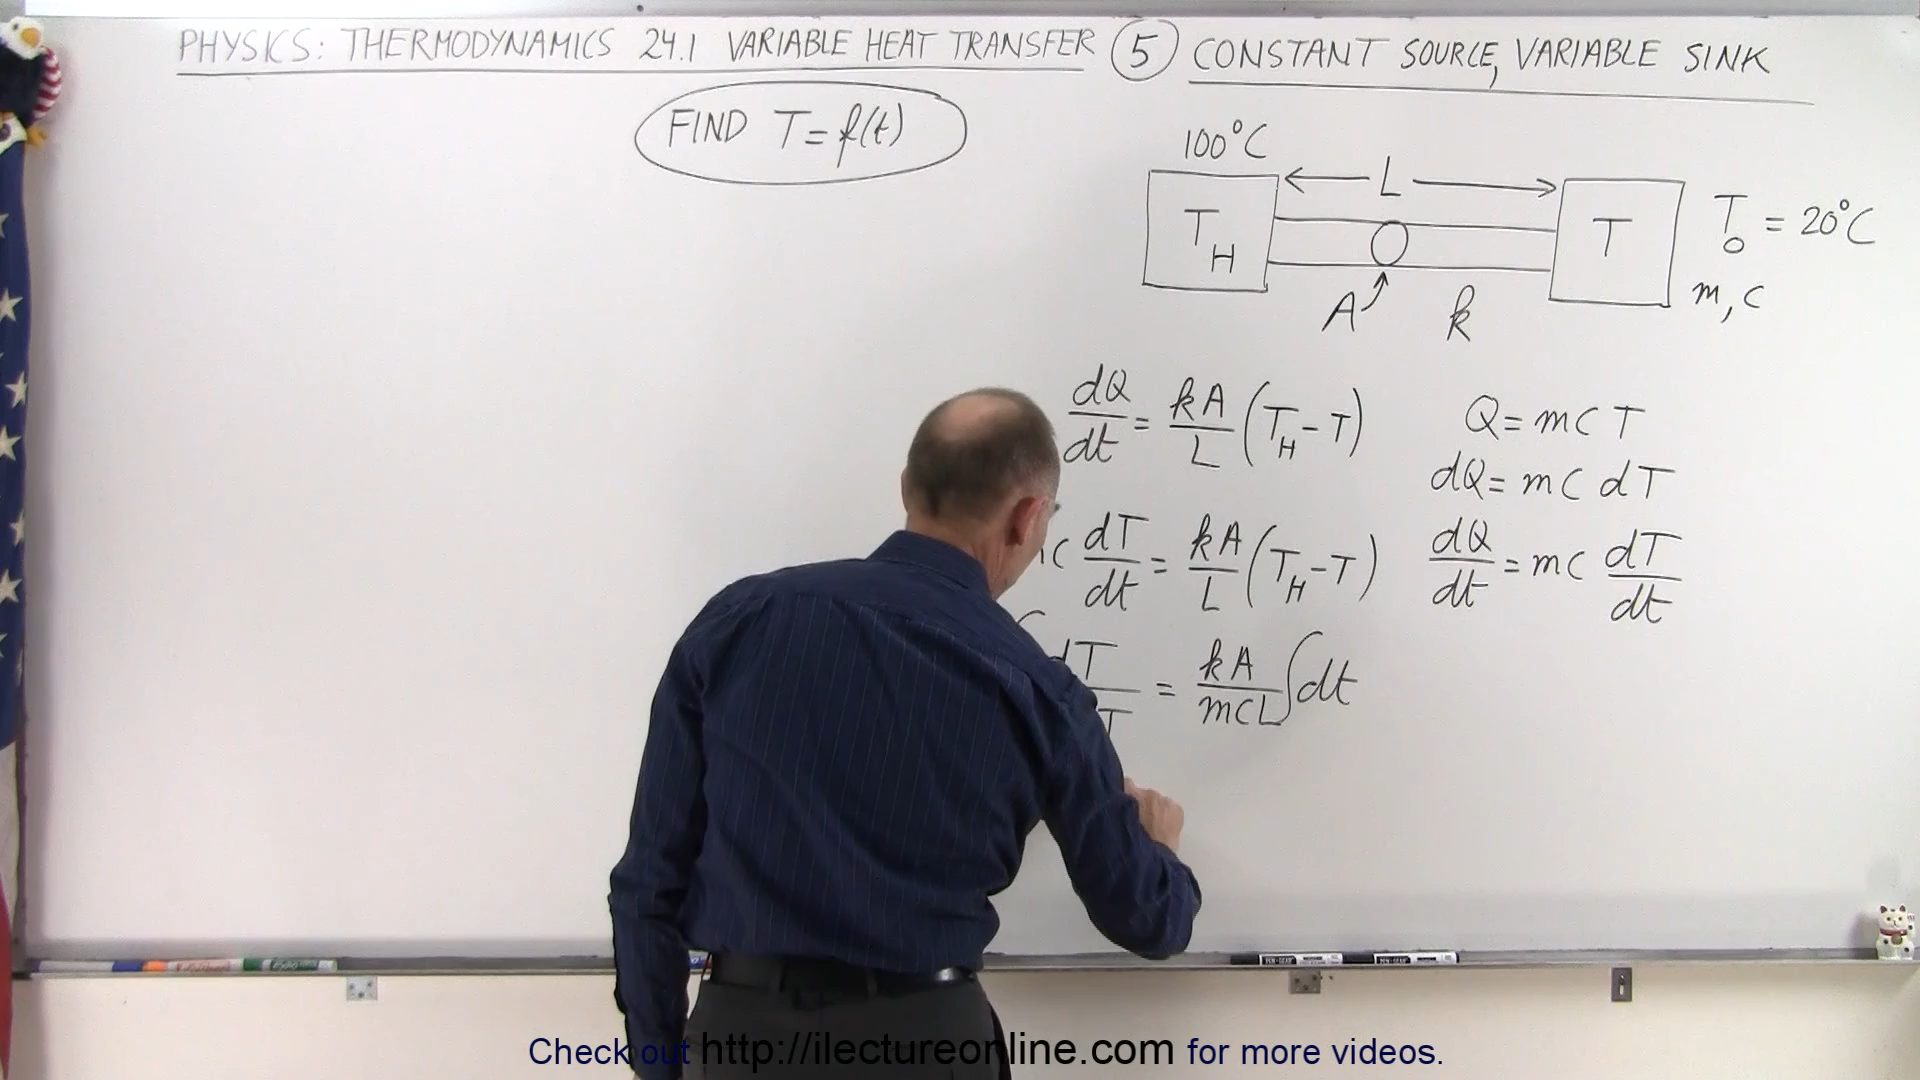 PHYSICS: THERMODYNAMICS 24.1 VARIABLE HEAT TRANSFER (5) CONSTANT SOURCE, VARIABLE SINK
FIND T = f(t)
100°C
L
T_H
T
T_0 = 20°C
m, c
A
k
dQ/dt = kA/L (T_H - T)
Q = mcT
dQ = mc dT
c dT/dt = kA/L (T_H - T)
dQ/dt = mc dT/dt
dT
T
= kA/mcL ∫dt
Check out http://ilectureonline.com for more videos.